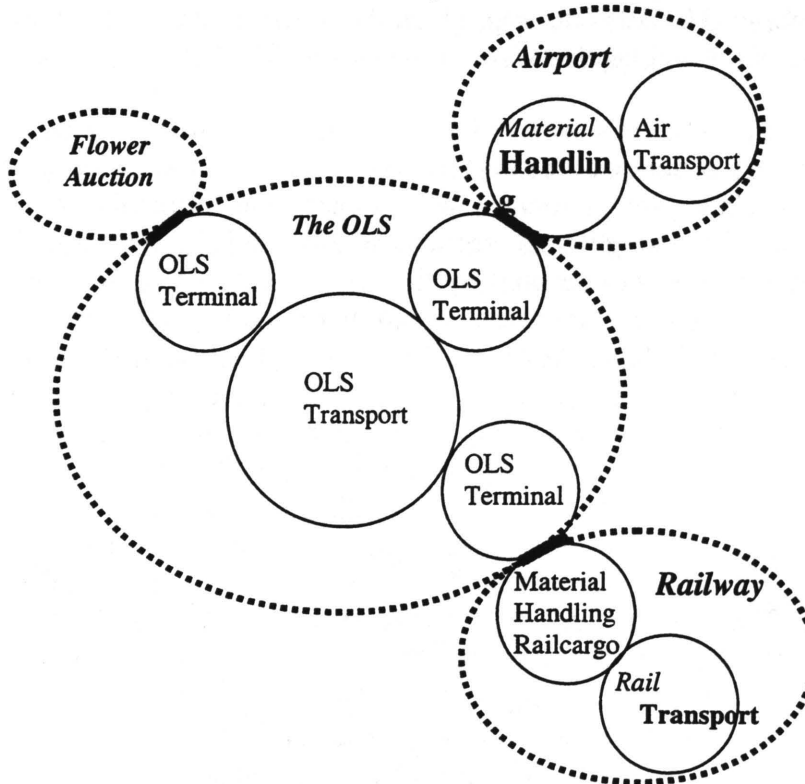 Airport
Material
Handlin
g
Air
Transport
Flower
Auction
The OLS
OLS
Terminal
OLS
Terminal
OLS
Transport
OLS
Terminal
Material
Handling
Railcargo
Railway
Rail
Transport